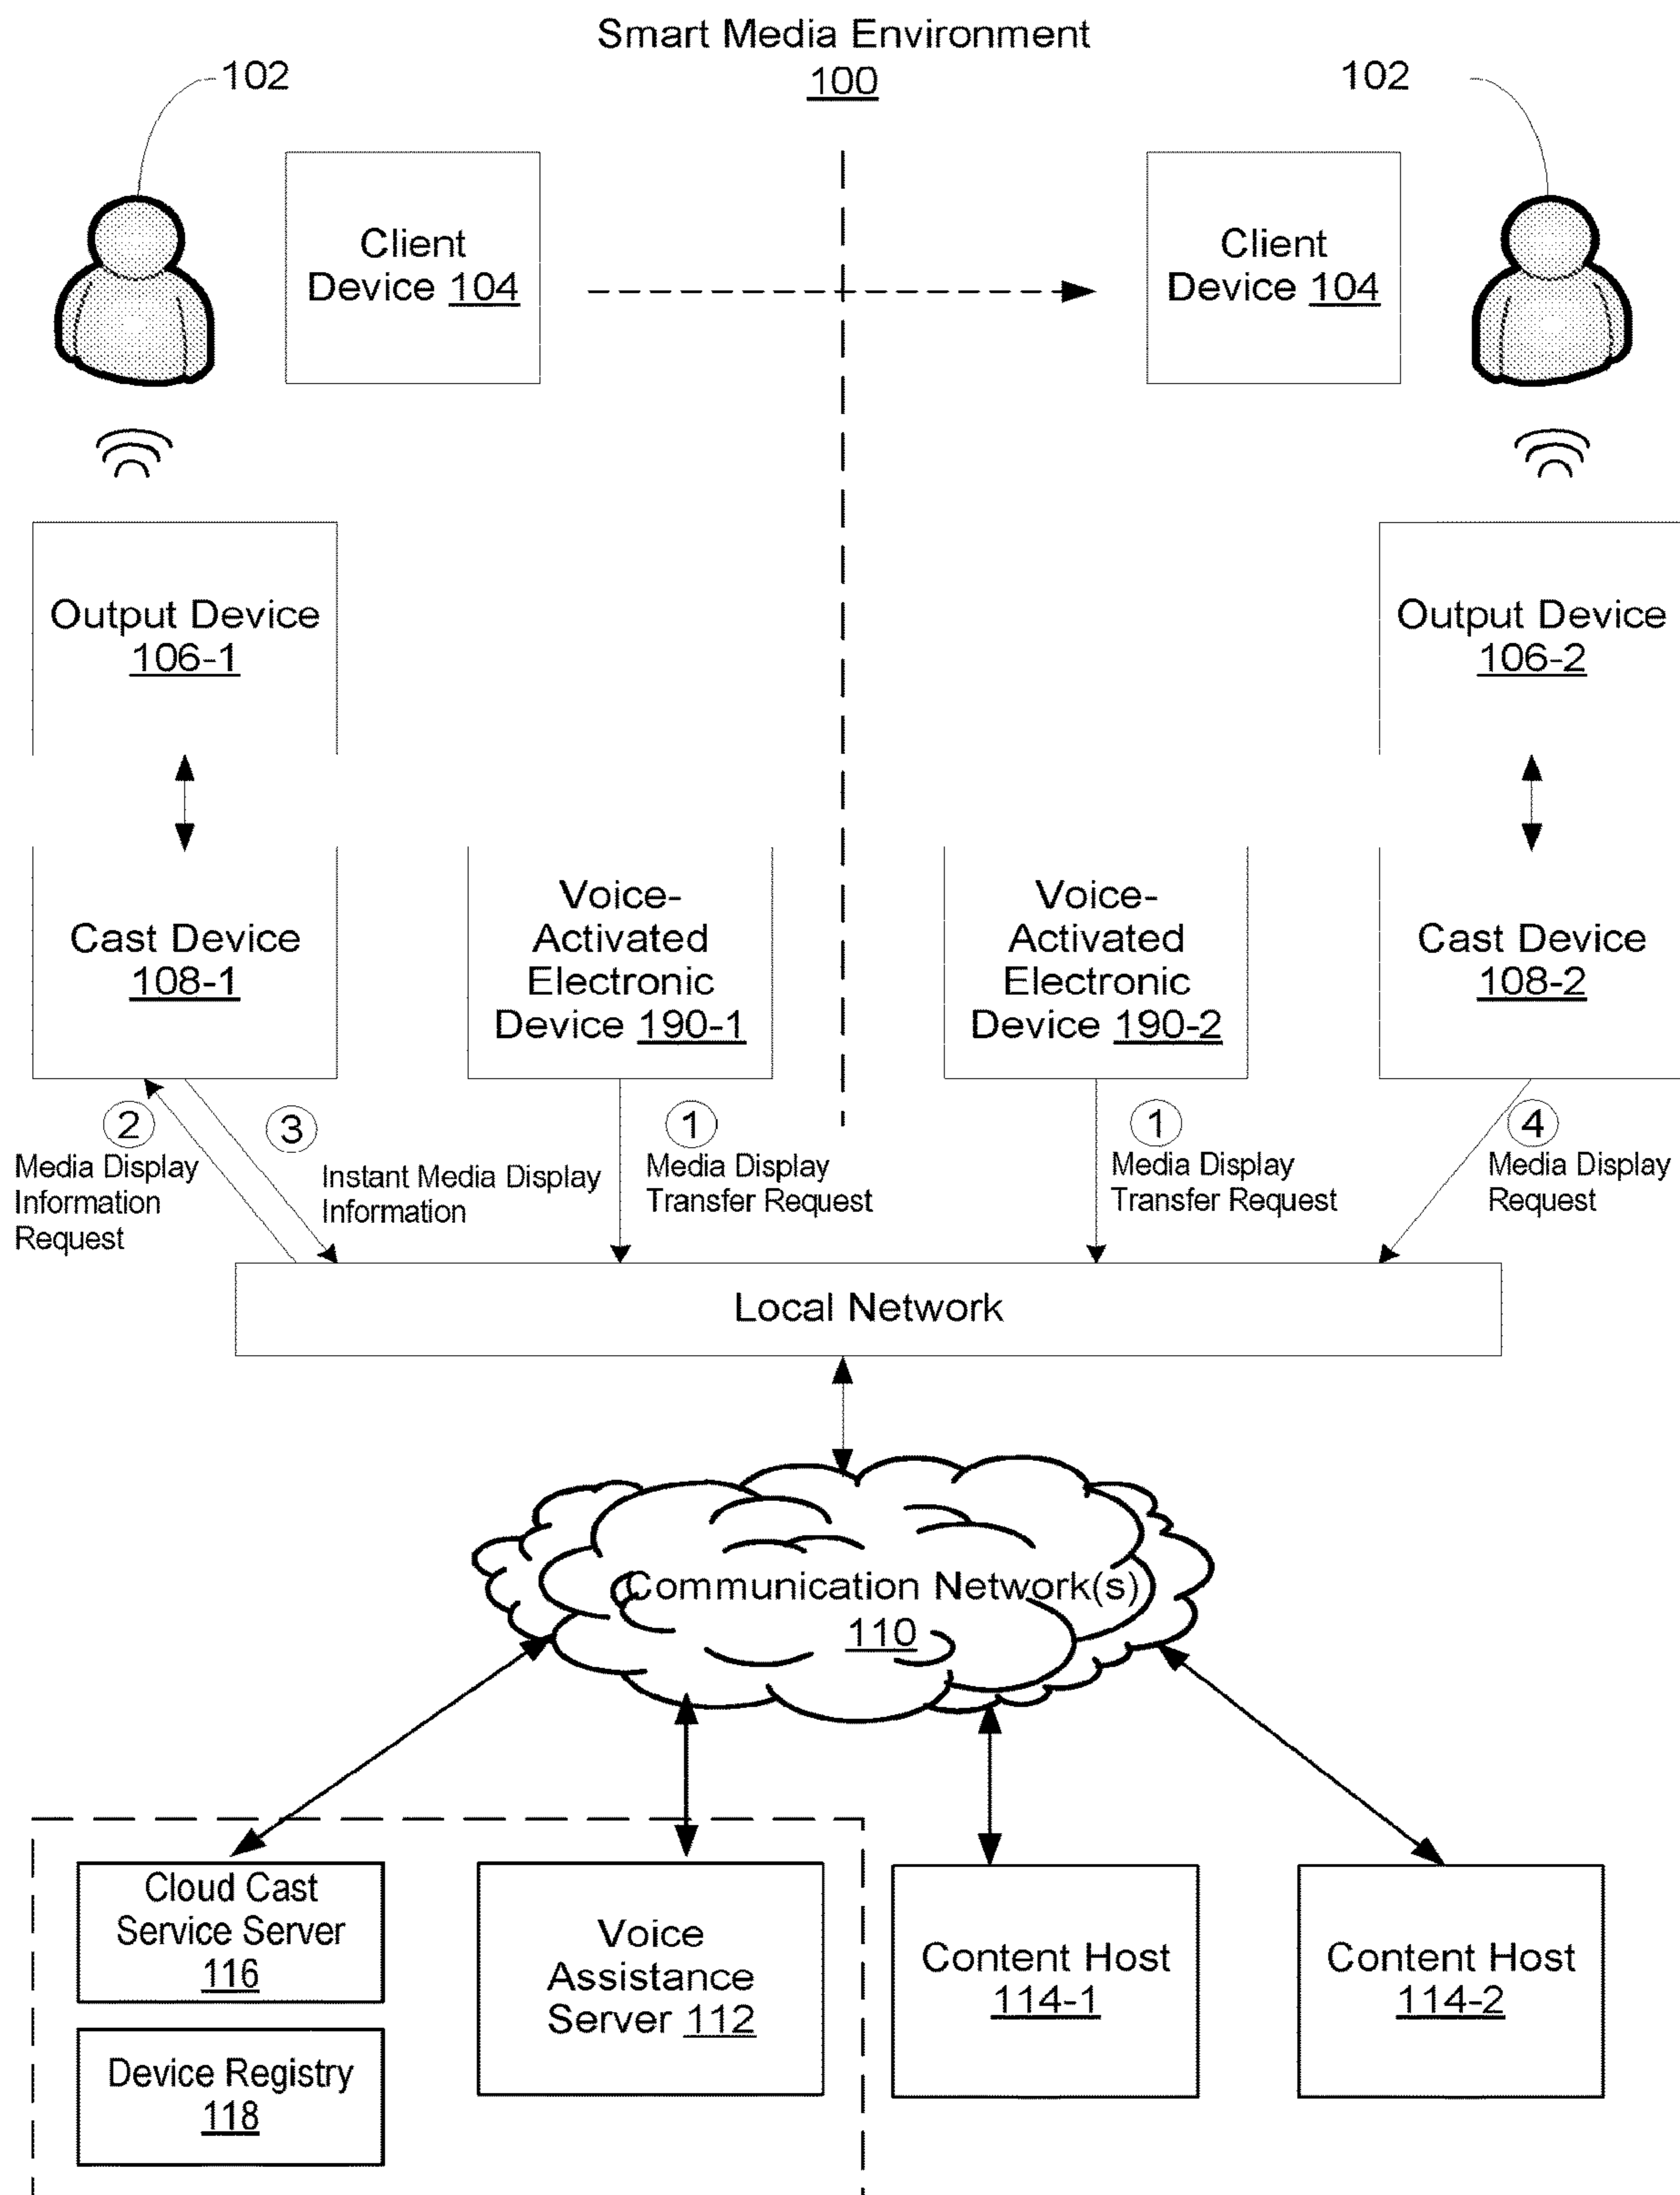 Smart Media Environment
100
102
102
Client
Device 104
Client
Device 104
Output Device
106-1
Output Device
106-2
Cast Device
108-1
Voice-
Activated
Electronic
Device 190-1
Voice-
Activated
Electronic
Device 190-2
Cast Device
108-2
2
Media Display
Information
Request
3
Instant Media Display
Information
1
Media Display
Transfer Request
1
Media Display
Transfer Request
4
Media Display
Request
Local Network
Communication Network(s)
110
Cloud Cast
Service Server
116
Device Registry
118
Voice
Assistance
Server 112
Content Host
114-1
Content Host
114-2